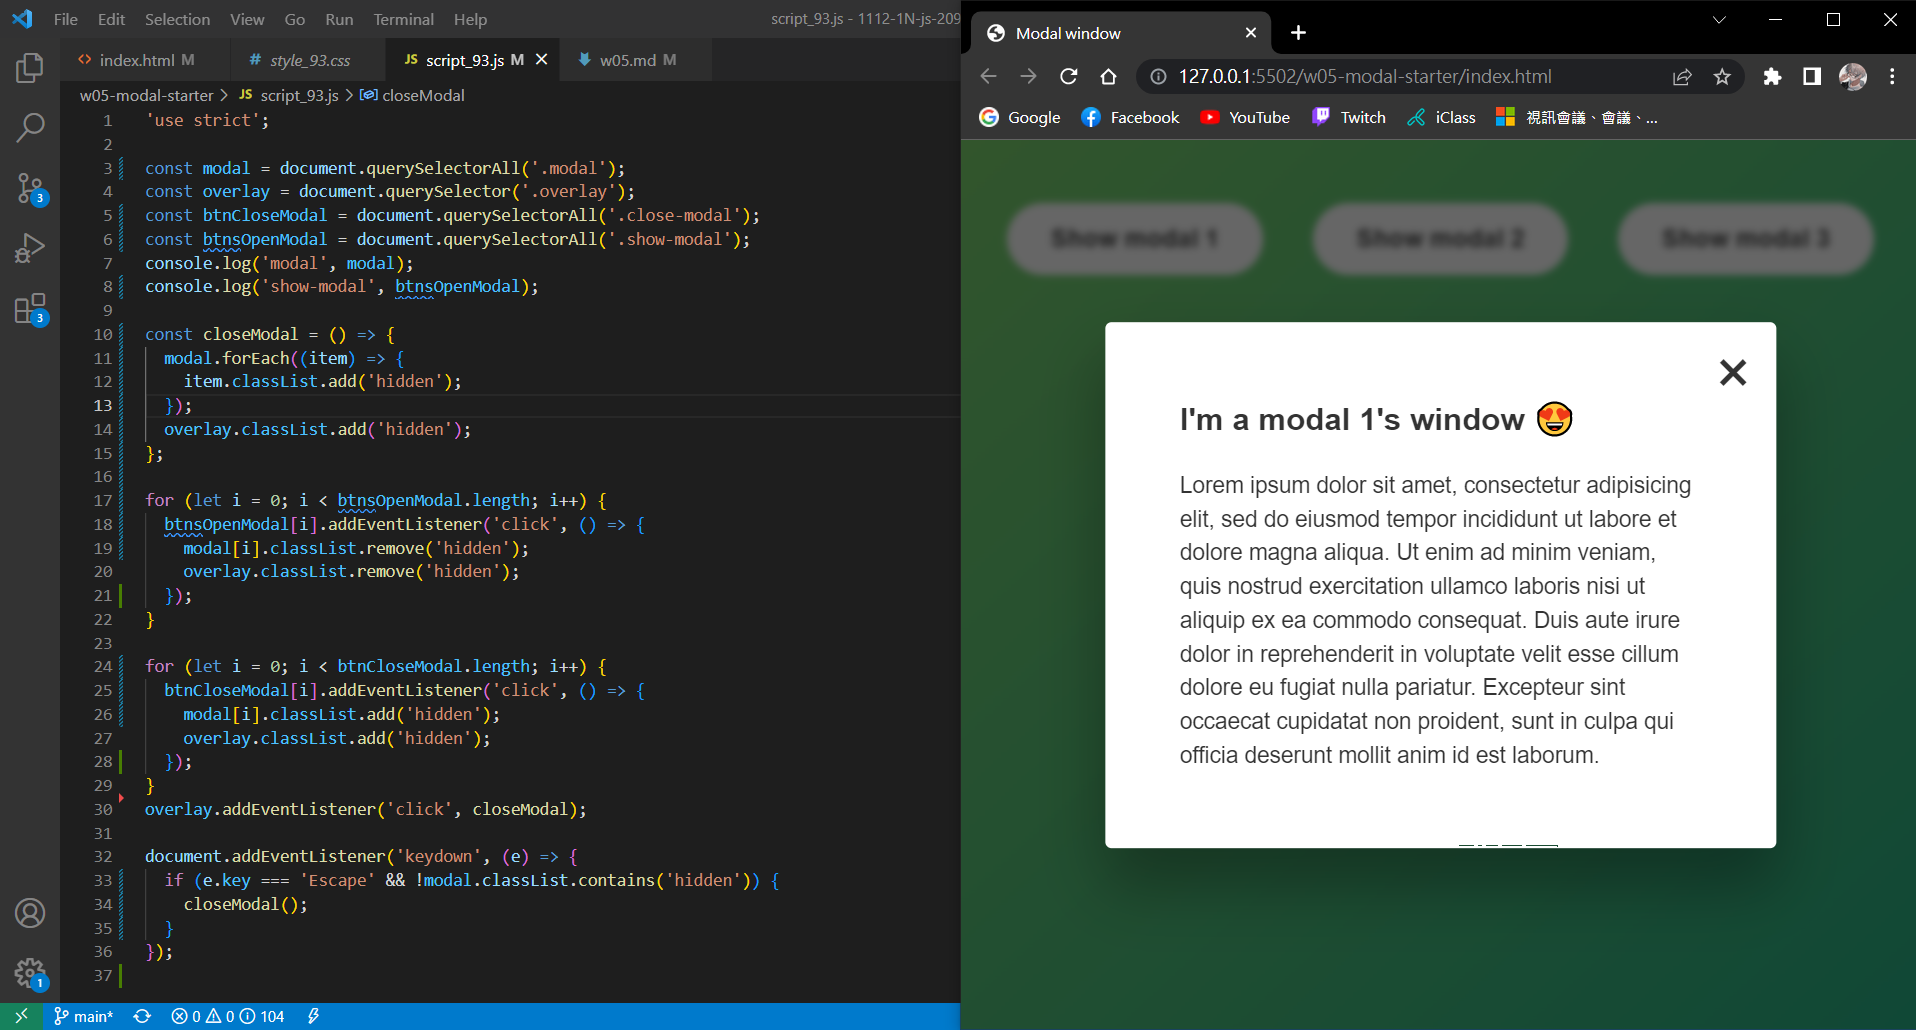 File Edit Selection View Go Run Terminal Help
script_93.js - 1112-1N-js-209
index.html M
style_93.css
script_93.js M
w05.md M
w05-modal-starter > script_93.js > closeModal
1 'use strict';
2
3 const modal = document.querySelectorAll('.modal');
4 const overlay = document.querySelector('.overlay');
5 const btnCloseModal = document.querySelectorAll('.close-modal');
6 const btnsOpenModal = document.querySelectorAll('.show-modal');
7 console.log('modal', modal);
8 console.log('show-modal', btnsOpenModal);
9
10 const closeModal = () => {
11 modal.forEach((item) => {
12 item.classList.add('hidden');
13 });
14 overlay.classList.add('hidden');
15 };
16
17 for (let i = 0; i < btnsOpenModal.length; i++) {
18 btnsOpenModal[i].addEventListener('click', () => {
19 modal[i].classList.remove('hidden');
20 overlay.classList.remove('hidden');
21 });
22 }
23
24 for (let i = 0; i < btnCloseModal.length; i++) {
25 btnCloseModal[i].addEventListener('click', () => {
26 modal[i].classList.add('hidden');
27 overlay.classList.add('hidden');
28 });
29 }
30 overlay.addEventListener('click', closeModal);
31
32 document.addEventListener('keydown', (e) => {
33 if (e.key === 'Escape' && !modal.classList.contains('hidden')) {
34 closeModal();
35 }
36 });
37
3
3
1
main* 0 0 104
Modal window
127.0.0.1:5502/w05-modal-starter/index.html
Google Facebook YouTube Twitch iClass 視訊會議、會議、...
Show modal 1 Show modal 2 Show modal 3
I'm a modal 1's window 😍
Lorem ipsum dolor sit amet, consectetur adipisicing
elit, sed do eiusmod tempor incididunt ut labore et
dolore magna aliqua. Ut enim ad minim veniam,
quis nostrud exercitation ullamco laboris nisi ut
aliquip ex ea commodo consequat. Duis aute irure
dolor in reprehenderit in voluptate velit esse cillum
dolore eu fugiat nulla pariatur. Excepteur sint
occaecat cupidatat non proident, sunt in culpa qui
officia deserunt mollit anim id est laborum.